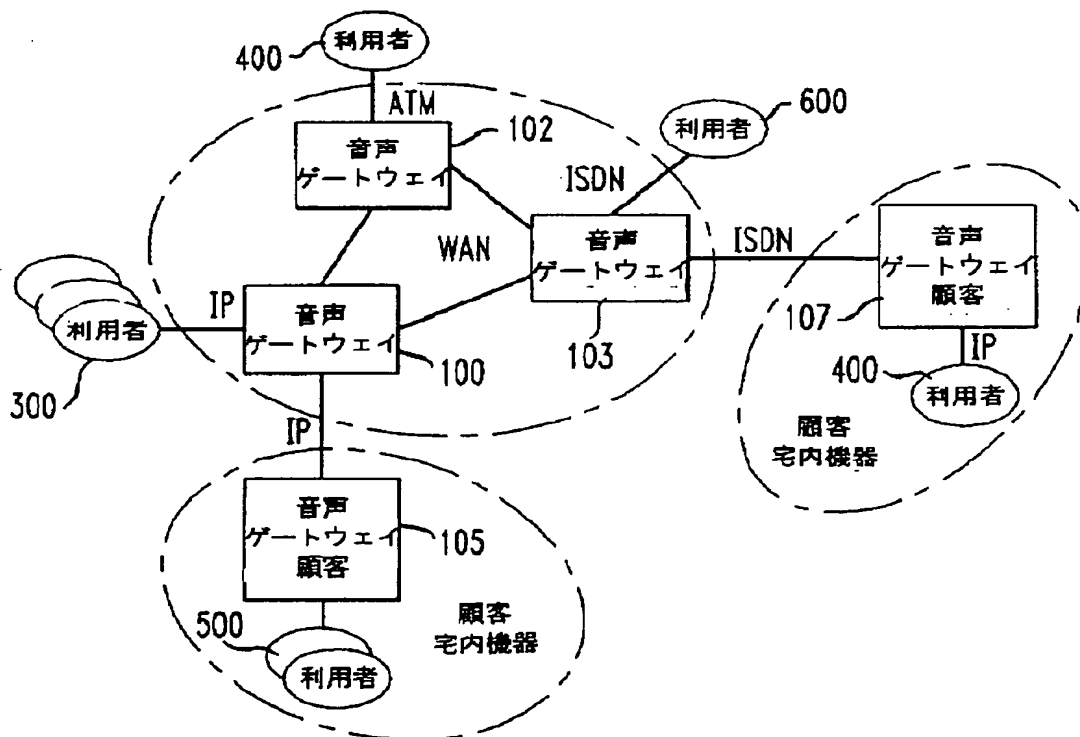 400
利用者
ATM
音声
ゲートウェイ
102
利用者
600
ISDN
WAN
音声
ゲートウェイ
103
ISDN
音声
ゲートウェイ
顧客
107
IP
400
利用者
顧客
宅内機器
利用者
300
IP
音声
ゲートウェイ
100
IP
音声
ゲートウェイ
顧客
105
500
利用者
顧客
宅内機器